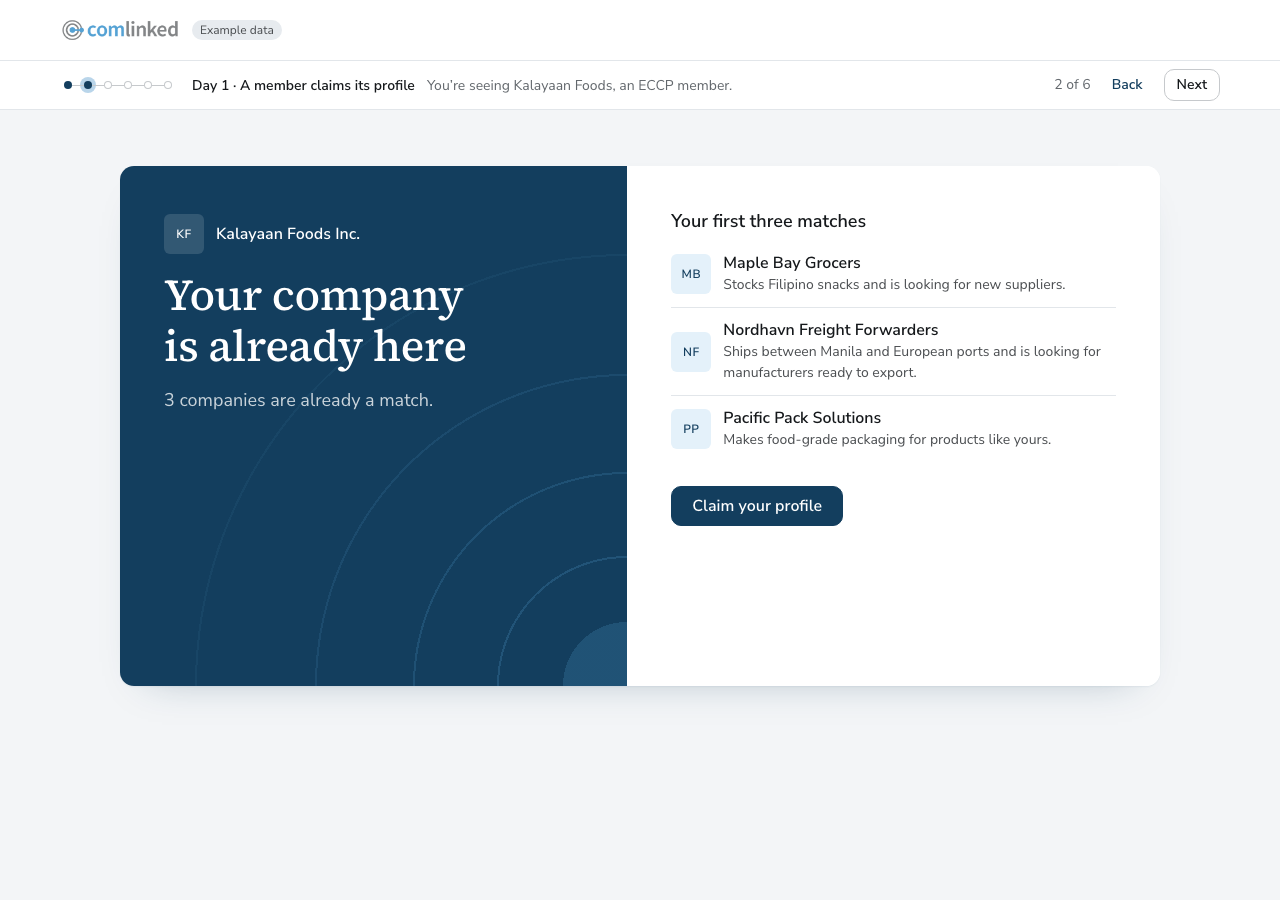 comlinked Example data
Day 1 · A member claims its profile You’re seeing Kalayaan Foods, an ECCP member. 2 of 6 Back Next
KF Kalayaan Foods Inc.
Your company
is already here
3 companies are already a match.
Your first three matches
MB Maple Bay Grocers
Stocks Filipino snacks and is looking for new suppliers.
NF Nordhavn Freight Forwarders
Ships between Manila and European ports and is looking for
manufacturers ready to export.
PP Pacific Pack Solutions
Makes food-grade packaging for products like yours.
Claim your profile